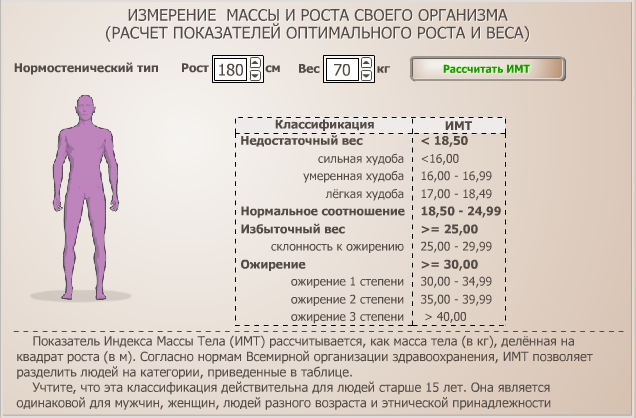 ИЗМЕРЕНИЕ МАССЫ И РОСТА СВОЕГО ОРГАНИЗМА
(РАСЧЕТ ПОКАЗАТЕЛЕЙ ОПТИМАЛЬНОГО РОСТА И ВЕСА)
Нормостенический тип Рост 180 см Вес 70 кг Рассчитать ИМТ
Классификация ИМТ
Недостаточный вес < 18,50
сильная худоба <16,00
умеренная худоба 16,00 - 16,99
лёгкая худоба 17,00 - 18,49
Нормальное соотношение 18,50 - 24,99
Избыточный вес >= 25,00
склонность к ожирению 25,00 - 29,99
Ожирение >= 30,00
ожирение 1 степени 30,00 - 34,99
ожирение 2 степени 35,00 - 39,99
ожирение 3 степени > 40,00
Показатель Индекса Массы Тела (ИМТ) рассчитывается, как масса тела (в кг), делённая на
квадрат роста (в м). Согласно нормам Всемирной организации здравоохранения, ИМТ позволяет
разделить людей на категории, приведенные в таблице.
Учтите, что эта классификация действительна для людей старше 15 лет. Она является
одинаковой для мужчин, женщин, людей разного возраста и этнической принадлежности